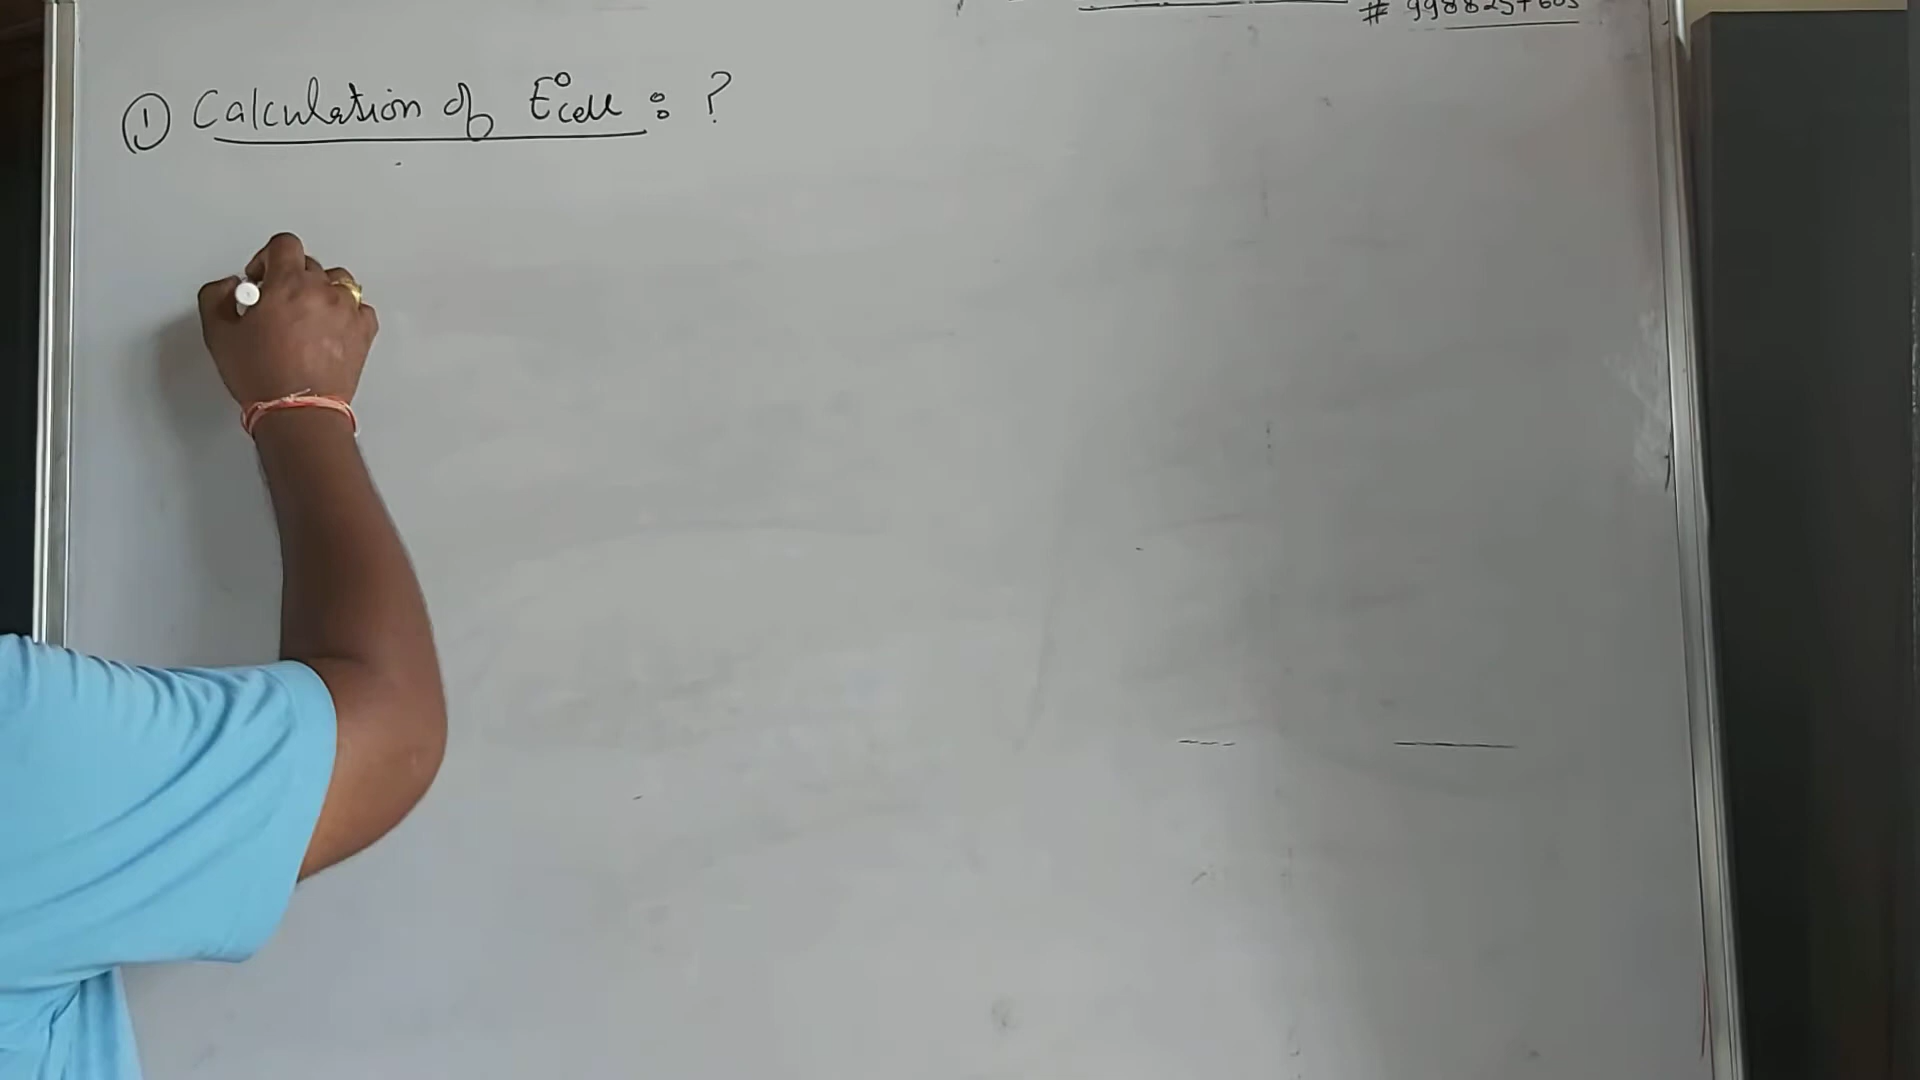 ① Calculation of E°cell : ?